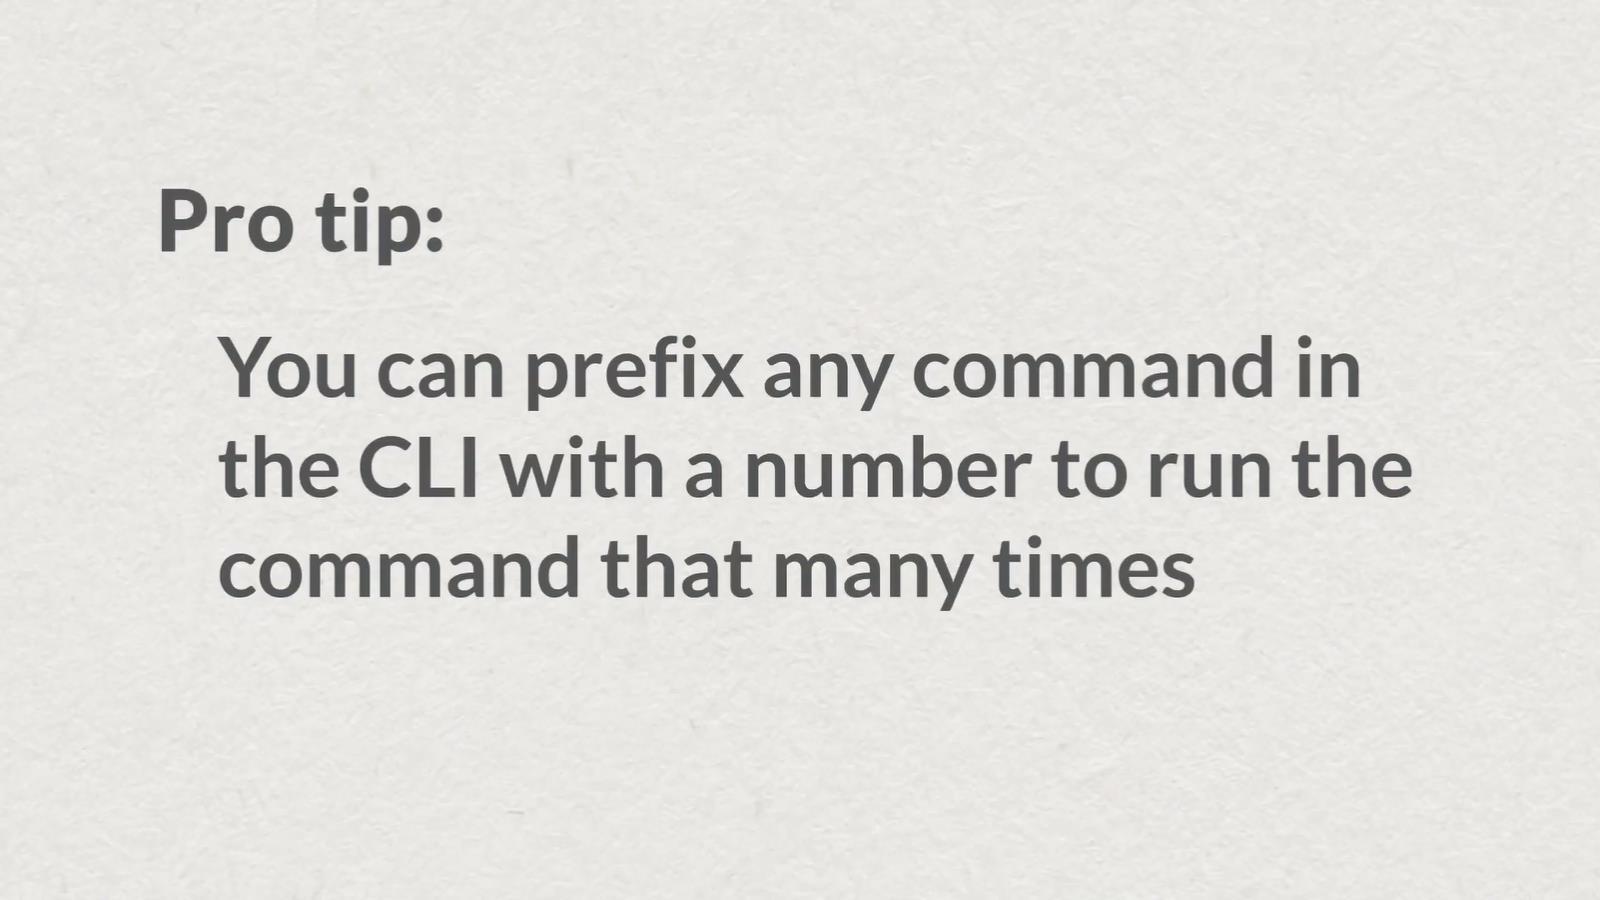 Pro tip:
You can prefix any command in
the CLI with a number to run the
command that many times